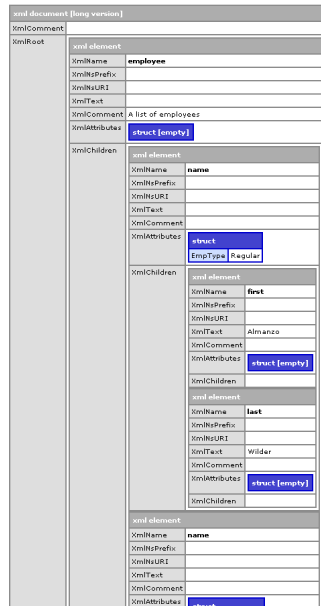 xml document [long version]
XmlComment
XmlRoot
xml element
XmlName employee
XmlNsPrefix
XmlNsURI
XmlText
XmlComment A list of employees
XmlAttributes struct [empty]
XmlChildren
xml element
XmlName name
XmlNsPrefix
XmlNsURI
XmlText
XmlComment
XmlAttributes struct
EmpType Regular
XmlChildren
xml element
XmlName first
XmlNsPrefix
XmlNsURI
XmlText Almanzo
XmlComment
XmlAttributes struct [empty]
XmlChildren
xml element
XmlName last
XmlNsPrefix
XmlNsURI
XmlText Wilder
XmlComment
XmlAttributes struct [empty]
XmlChildren
xml element
XmlName name
XmlNsPrefix
XmlNsURI
XmlText
XmlComment
XmlAttributes struct